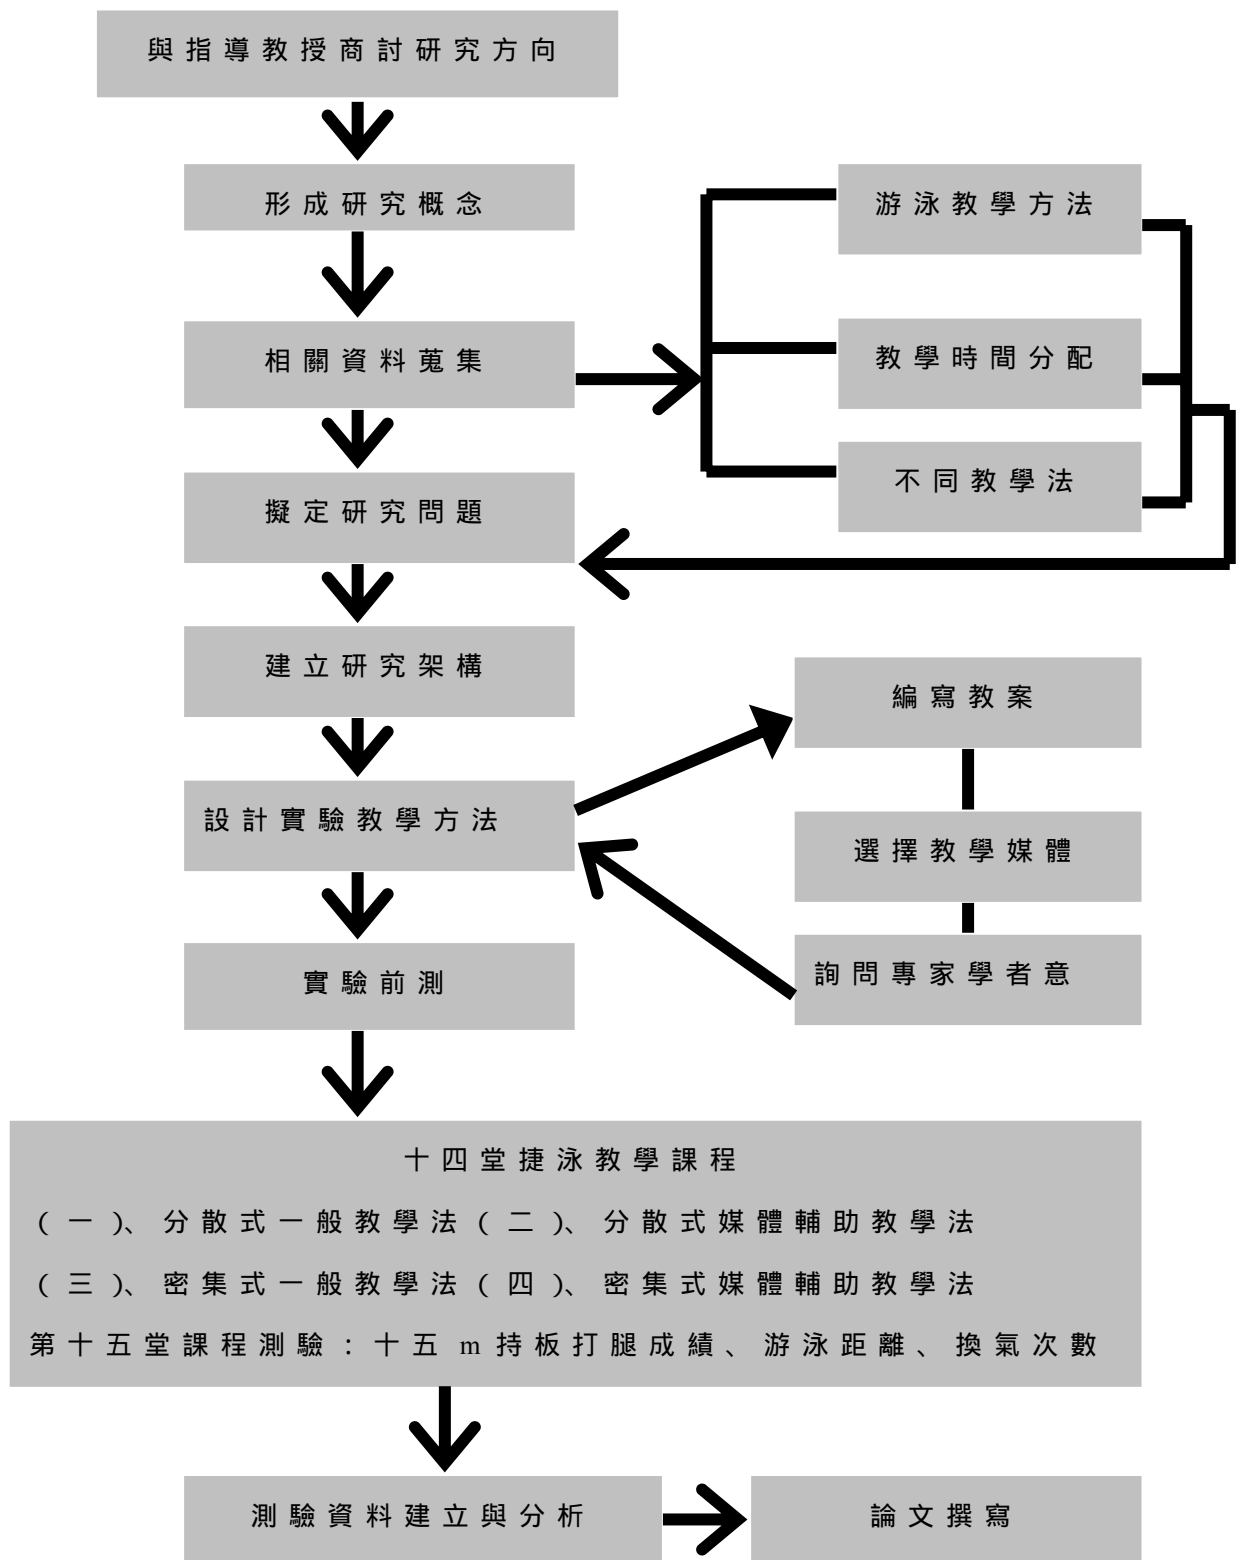 與指導教授商討研究方向
形成研究概念
相關資料蒐集
游泳教學方法
教學時間分配
不同教學法
擬定研究問題
建立研究架構
設計實驗教學方法
編寫教案
選擇教學媒體
詢問專家學者意
實驗前測
十四堂捷泳教學課程
(一)、分散式一般教學法(二)、分散式媒體輔助教學法
(三)、密集式一般教學法(四)、密集式媒體輔助教學法
第十五堂課程測驗：十五 m 持板打腿成績、游泳距離、換氣次數
測驗資料建立與分析
論文撰寫